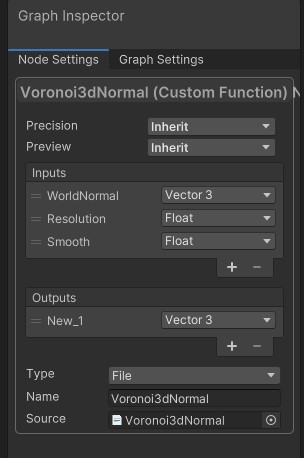 Graph Inspector
Node Settings Graph Settings
Voronoi3dNormal (Custom Function) N
Precision Inherit
Preview Inherit
Inputs
WorldNormal Vector 3
Resolution Float
Smooth Float
+ −
Outputs
New_1 Vector 3
+ −
Type File
Name Voronoi3dNormal
Source Voronoi3dNormal